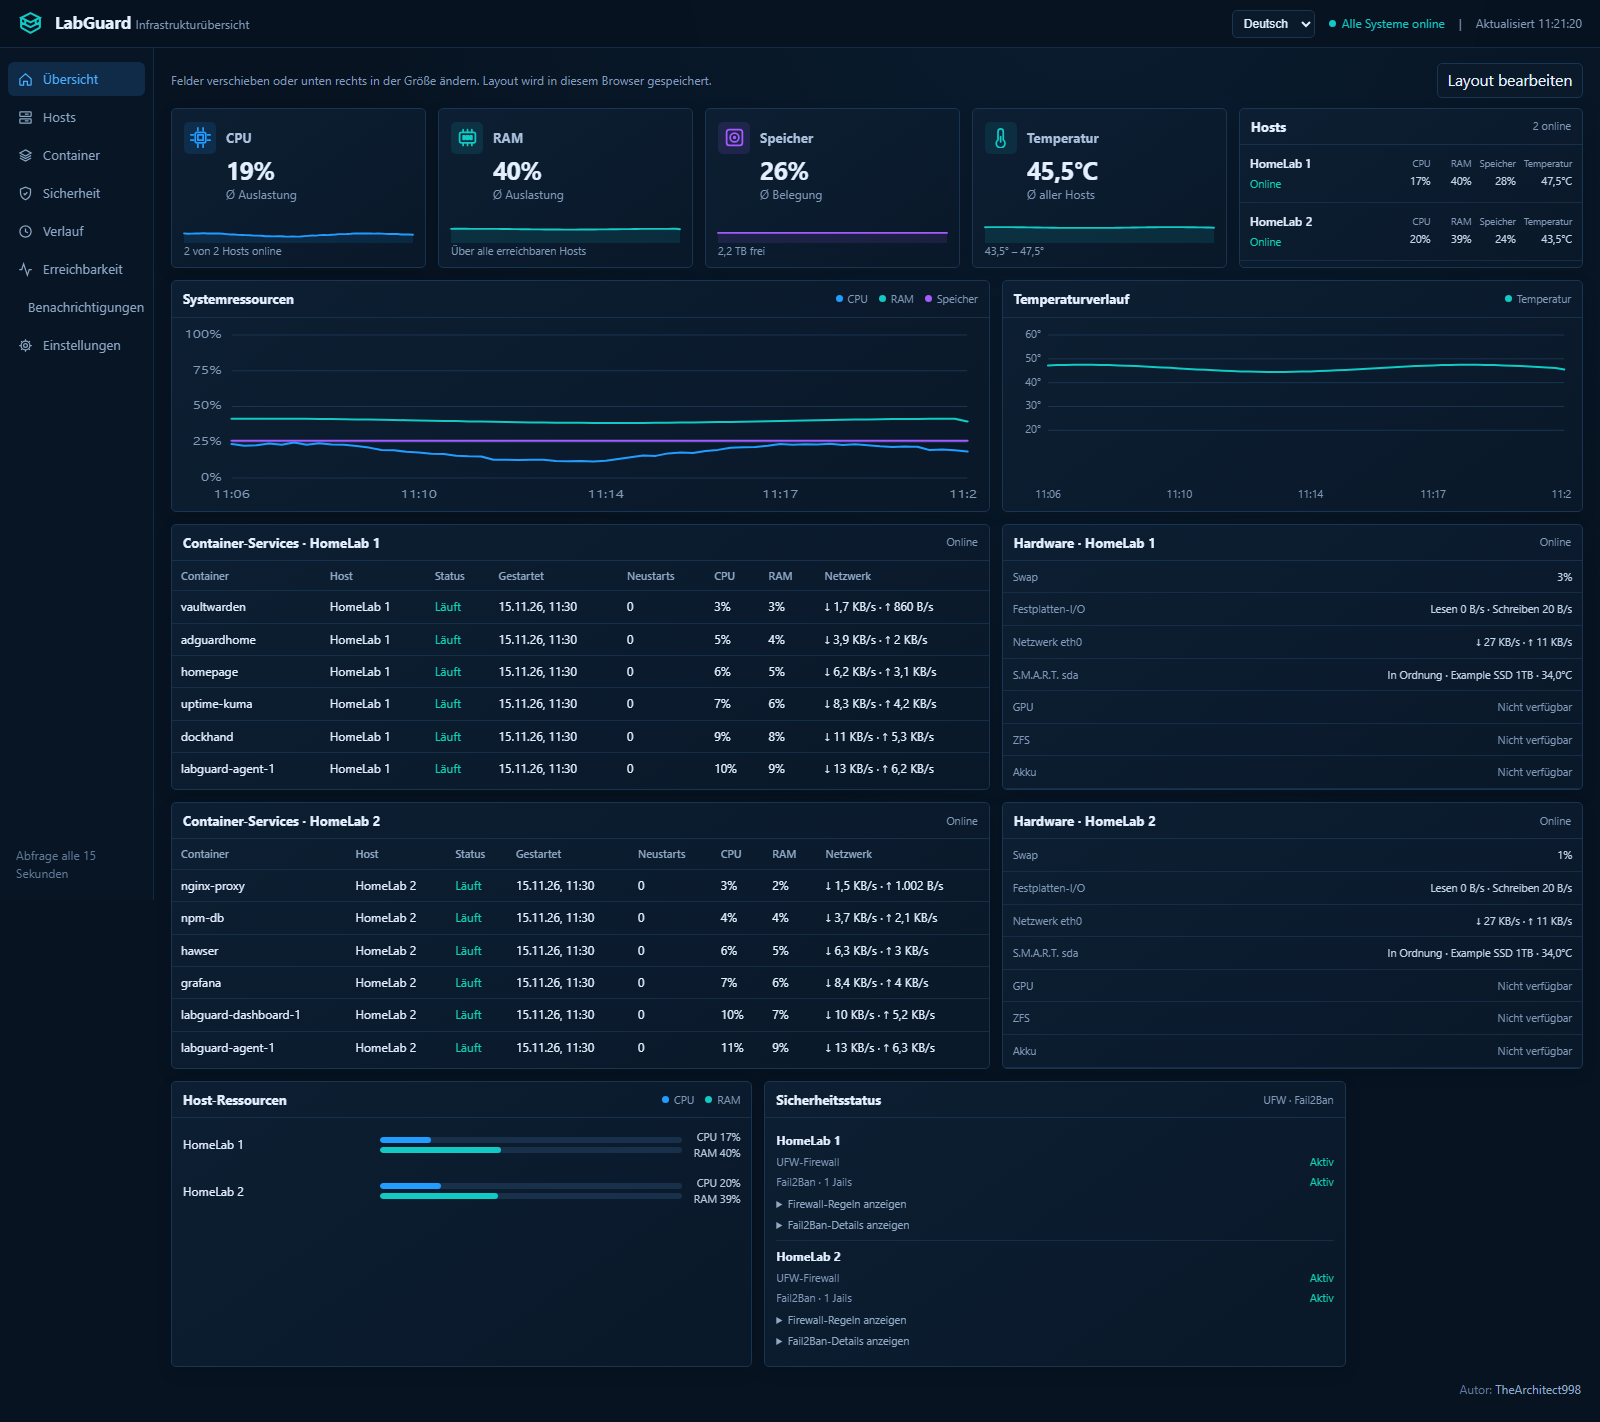 LabGuard Infrastrukturübersicht
Deutsch
Alle Systeme online | Aktualisiert 11:21:20
Übersicht
Hosts
Container
Sicherheit
Verlauf
Erreichbarkeit
Benachrichtigungen
Einstellungen
Abfrage alle 15
Sekunden
Felder verschieben oder unten rechts in der Größe ändern. Layout wird in diesem Browser gespeichert.
Layout bearbeiten
CPU
19%
Ø Auslastung
2 von 2 Hosts online
RAM
40%
Ø Auslastung
Über alle erreichbaren Hosts
Speicher
26%
Ø Belegung
2,2 TB frei
Temperatur
45,5°C
Ø aller Hosts
43,5° – 47,5°
Hosts 2 online
HomeLab 1 CPU RAM Speicher Temperatur
Online 17% 40% 28% 47,5°C
HomeLab 2 CPU RAM Speicher Temperatur
Online 20% 39% 24% 43,5°C
Systemressourcen CPU RAM Speicher
100%
75%
50%
25%
0%
11:06 11:10 11:14 11:17 11:2
Temperaturverlauf Temperatur
60°
50°
40°
30°
20°
11:06 11:10 11:14 11:17 11:2
Container-Services · HomeLab 1 Online
Container Host Status Gestartet Neustarts CPU RAM Netzwerk
vaultwarden HomeLab 1 Läuft 15.11.26, 11:30 0 3% 3% ↓ 1,7 KB/s · ↑ 860 B/s
adguardhome HomeLab 1 Läuft 15.11.26, 11:30 0 5% 4% ↓ 3,9 KB/s · ↑ 2 KB/s
homepage HomeLab 1 Läuft 15.11.26, 11:30 0 6% 5% ↓ 6,2 KB/s · ↑ 3,1 KB/s
uptime-kuma HomeLab 1 Läuft 15.11.26, 11:30 0 7% 6% ↓ 8,3 KB/s · ↑ 4,2 KB/s
dockhand HomeLab 1 Läuft 15.11.26, 11:30 0 9% 8% ↓ 11 KB/s · ↑ 5,3 KB/s
labguard-agent-1 HomeLab 1 Läuft 15.11.26, 11:30 0 10% 9% ↓ 13 KB/s · ↑ 6,2 KB/s
Hardware · HomeLab 1 Online
Swap 3%
Festplatten-I/O Lesen 0 B/s · Schreiben 20 B/s
Netzwerk eth0 ↓ 27 KB/s · ↑ 11 KB/s
S.M.A.R.T. sda In Ordnung · Example SSD 1TB · 34,0°C
GPU Nicht verfügbar
ZFS Nicht verfügbar
Akku Nicht verfügbar
Container-Services · HomeLab 2 Online
Container Host Status Gestartet Neustarts CPU RAM Netzwerk
nginx-proxy HomeLab 2 Läuft 15.11.26, 11:30 0 3% 2% ↓ 1,5 KB/s · ↑ 1.002 B/s
npm-db HomeLab 2 Läuft 15.11.26, 11:30 0 4% 4% ↓ 3,7 KB/s · ↑ 2,1 KB/s
hawser HomeLab 2 Läuft 15.11.26, 11:30 0 6% 5% ↓ 6,3 KB/s · ↑ 3 KB/s
grafana HomeLab 2 Läuft 15.11.26, 11:30 0 7% 6% ↓ 8,4 KB/s · ↑ 4 KB/s
labguard-dashboard-1 HomeLab 2 Läuft 15.11.26, 11:30 0 10% 7% ↓ 10 KB/s · ↑ 5,2 KB/s
labguard-agent-1 HomeLab 2 Läuft 15.11.26, 11:30 0 11% 9% ↓ 13 KB/s · ↑ 6,3 KB/s
Hardware · HomeLab 2 Online
Swap 1%
Festplatten-I/O Lesen 0 B/s · Schreiben 20 B/s
Netzwerk eth0 ↓ 27 KB/s · ↑ 11 KB/s
S.M.A.R.T. sda In Ordnung · Example SSD 1TB · 34,0°C
GPU Nicht verfügbar
ZFS Nicht verfügbar
Akku Nicht verfügbar
Host-Ressourcen CPU RAM
HomeLab 1 CPU 17%
RAM 40%
HomeLab 2 CPU 20%
RAM 39%
Sicherheitsstatus UFW · Fail2Ban
HomeLab 1
UFW-Firewall Aktiv
Fail2Ban · 1 Jails Aktiv
▶ Firewall-Regeln anzeigen
▶ Fail2Ban-Details anzeigen
HomeLab 2
UFW-Firewall Aktiv
Fail2Ban · 1 Jails Aktiv
▶ Firewall-Regeln anzeigen
▶ Fail2Ban-Details anzeigen
Autor: TheArchitect998